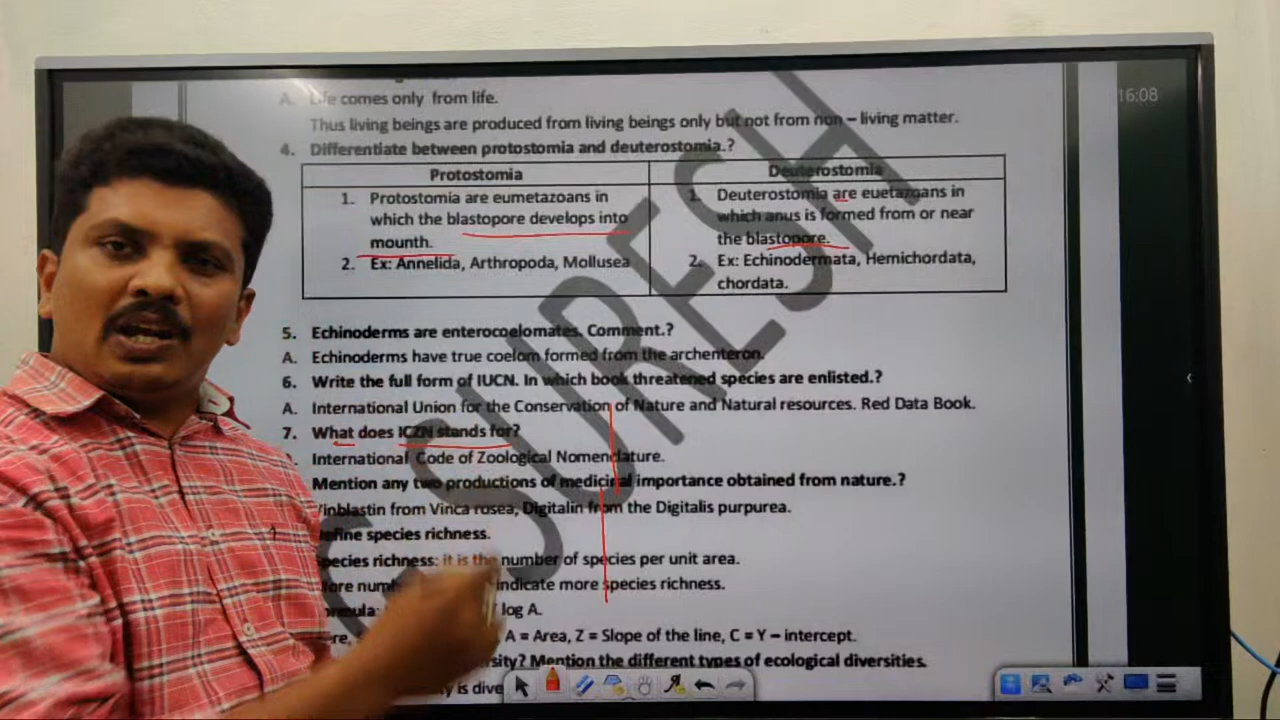 A. Life comes only from life.
16:08
Thus living beings are produced from living beings only but not from non – living matter.
4. Differentiate between protostomia and deuterostomia.?
Protostomia
Deuterostomia
1. Protostomia are eumetazoans in
which the blastopore develops into
mounth.
2. Ex: Annelida, Arthropoda, Mollusea
1. Deuterostomia are euetazoans in
which anus is formed from or near
the blastopore.
2. Ex: Echinodermata, Hemichordata,
chordata.
5. Echinoderms are enterocoelomates. Comment.?
A. Echinoderms have true coelom formed from the archenteron.
6. Write the full form of IUCN. In which book threatened species are enlisted.?
A. International Union for the Conservation of Nature and Natural resources. Red Data Book.
7. What does ICZN stands for?
International Code of Zoological Nomenclature.
Mention any two productions of medicinal importance obtained from nature.?
from Vinca rosea, Digitalin from the Digitalis purpurea.
species richness.
richness: it is the number of species per unit area.
indicate more species richness.
log A.
A = Area, Z = Slope of the line, C = Y – intercept.
Mention the different types of ecological diversities.
is
G SURESH